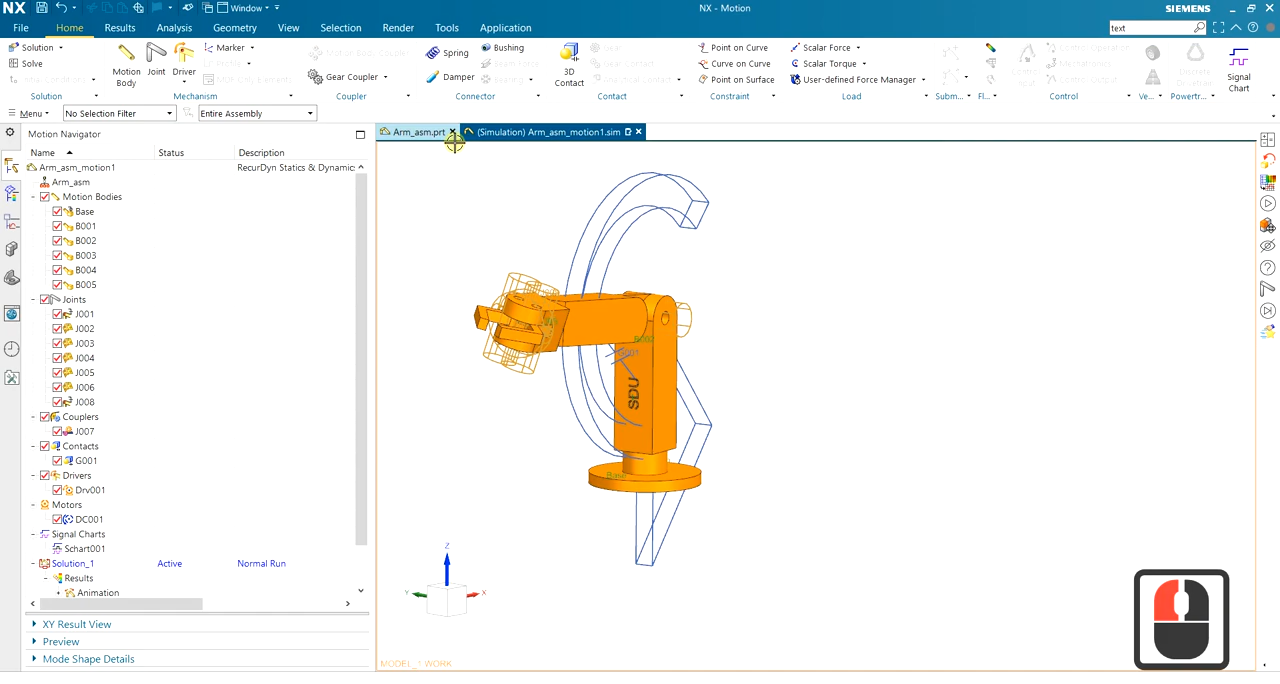 NX Window NX - Motion SIEMENS
File Home Results Analysis Geometry View Selection Render Tools Application text
Solution Marker Spring Bushing Point on Curve Scalar Force
Solve Curve on Curve Scalar Torque
Motion Body Joint Driver Gear Coupler Damper 3D Contact Point on Surface User-defined Force Manager Signal Chart
Solution Mechanism Coupler Connector Contact Constraint Load Subm... Fl... Control Ve... Powertr...
Menu No Selection Filter Entire Assembly
Motion Navigator Arm_asm.prt (Simulation) Arm_asm_motion1.sim
Name Status Description
Arm_asm_motion1 RecurDyn Statics & Dynamic
Arm_asm
Motion Bodies
Base
B001
B002
B003
B004
B005
Joints
J001
J002
J003
J004
J005
J006
J008
Couplers
J007
Contacts
G001
Drivers
Drv001
Motors
DC001
Signal Charts
Schart001
Solution_1 Active Normal Run
Results
Animation
XY Result View
Preview
Mode Shape Details
SDU
Base
Z
Y X
MODEL_1 WORK